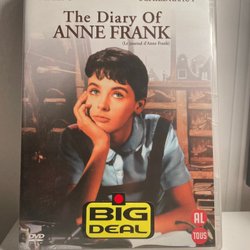 The Diary Of
ANNE FRANK
(Le journal d'Anne Frank)
BIG
DEAL
DVD
AL
TOUS